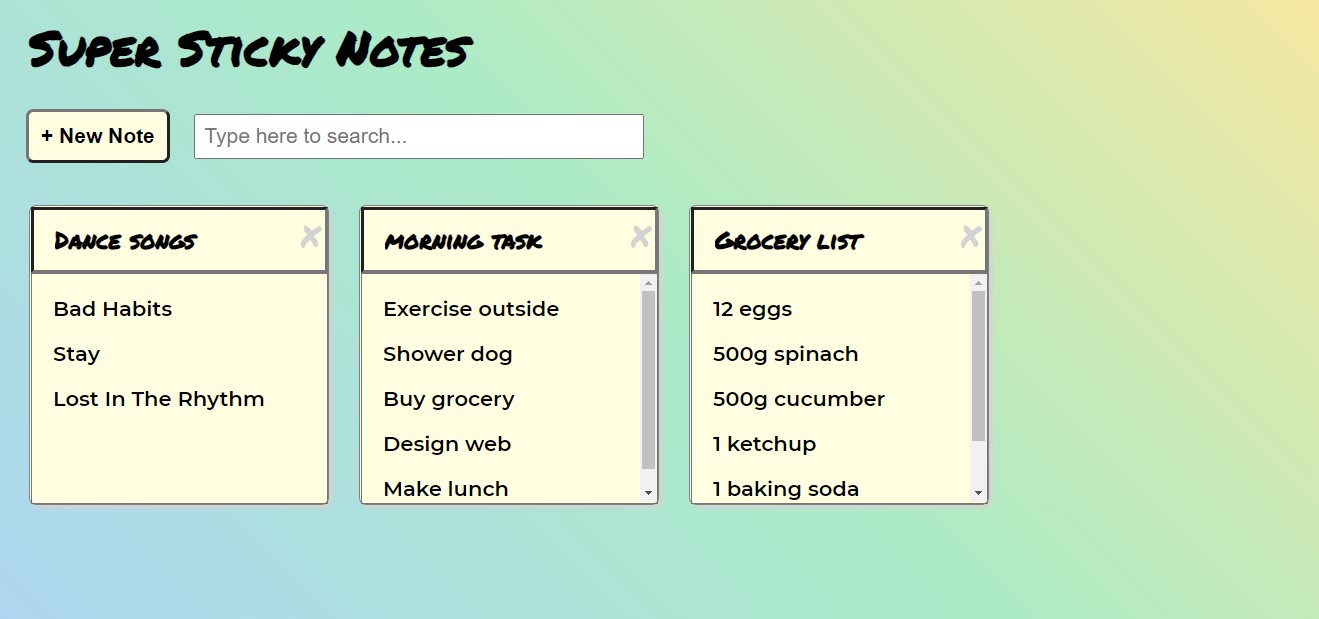 Super Sticky Notes
+ New Note
Type here to search...
Dance songs
Bad Habits
Stay
Lost In The Rhythm
morning task
Exercise outside
Shower dog
Buy grocery
Design web
Make lunch
Grocery list
12 eggs
500g spinach
500g cucumber
1 ketchup
1 baking soda